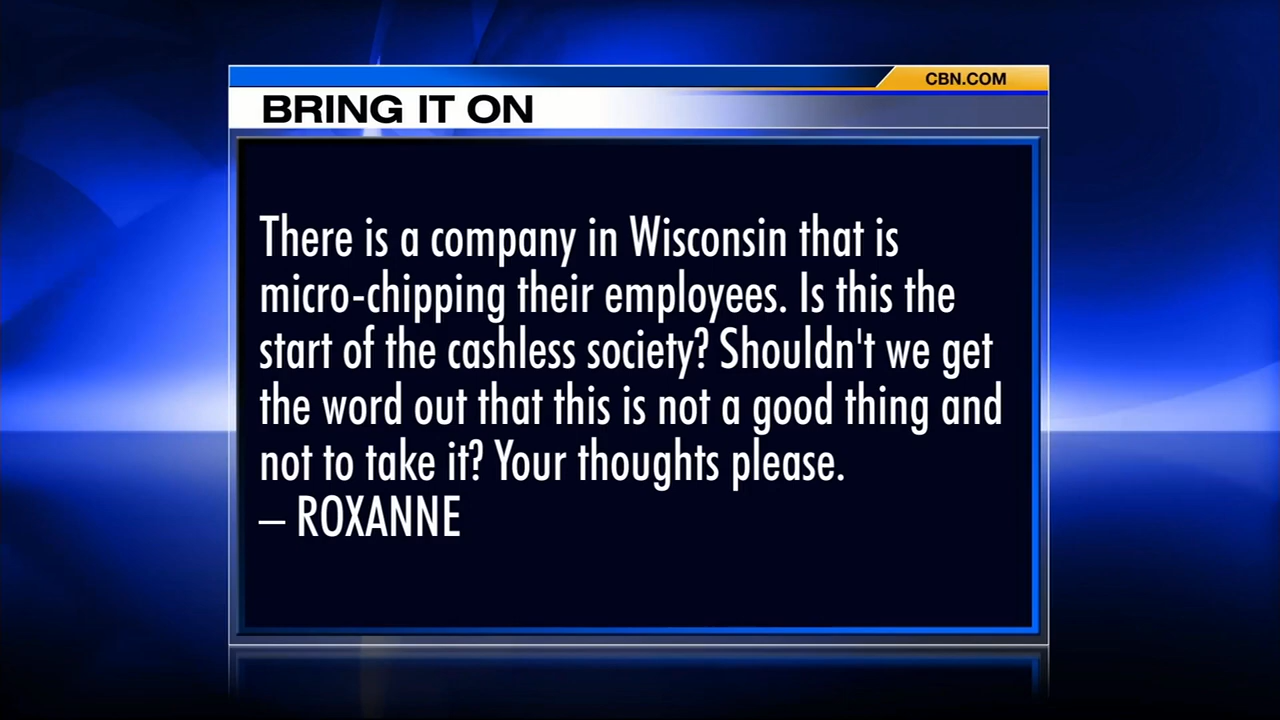 CBN.COM
BRING IT ON
There is a company in Wisconsin that is
micro-chipping their employees. Is this the
start of the cashless society? Shouldn't we get
the word out that this is not a good thing and
not to take it? Your thoughts please.
– ROXANNE